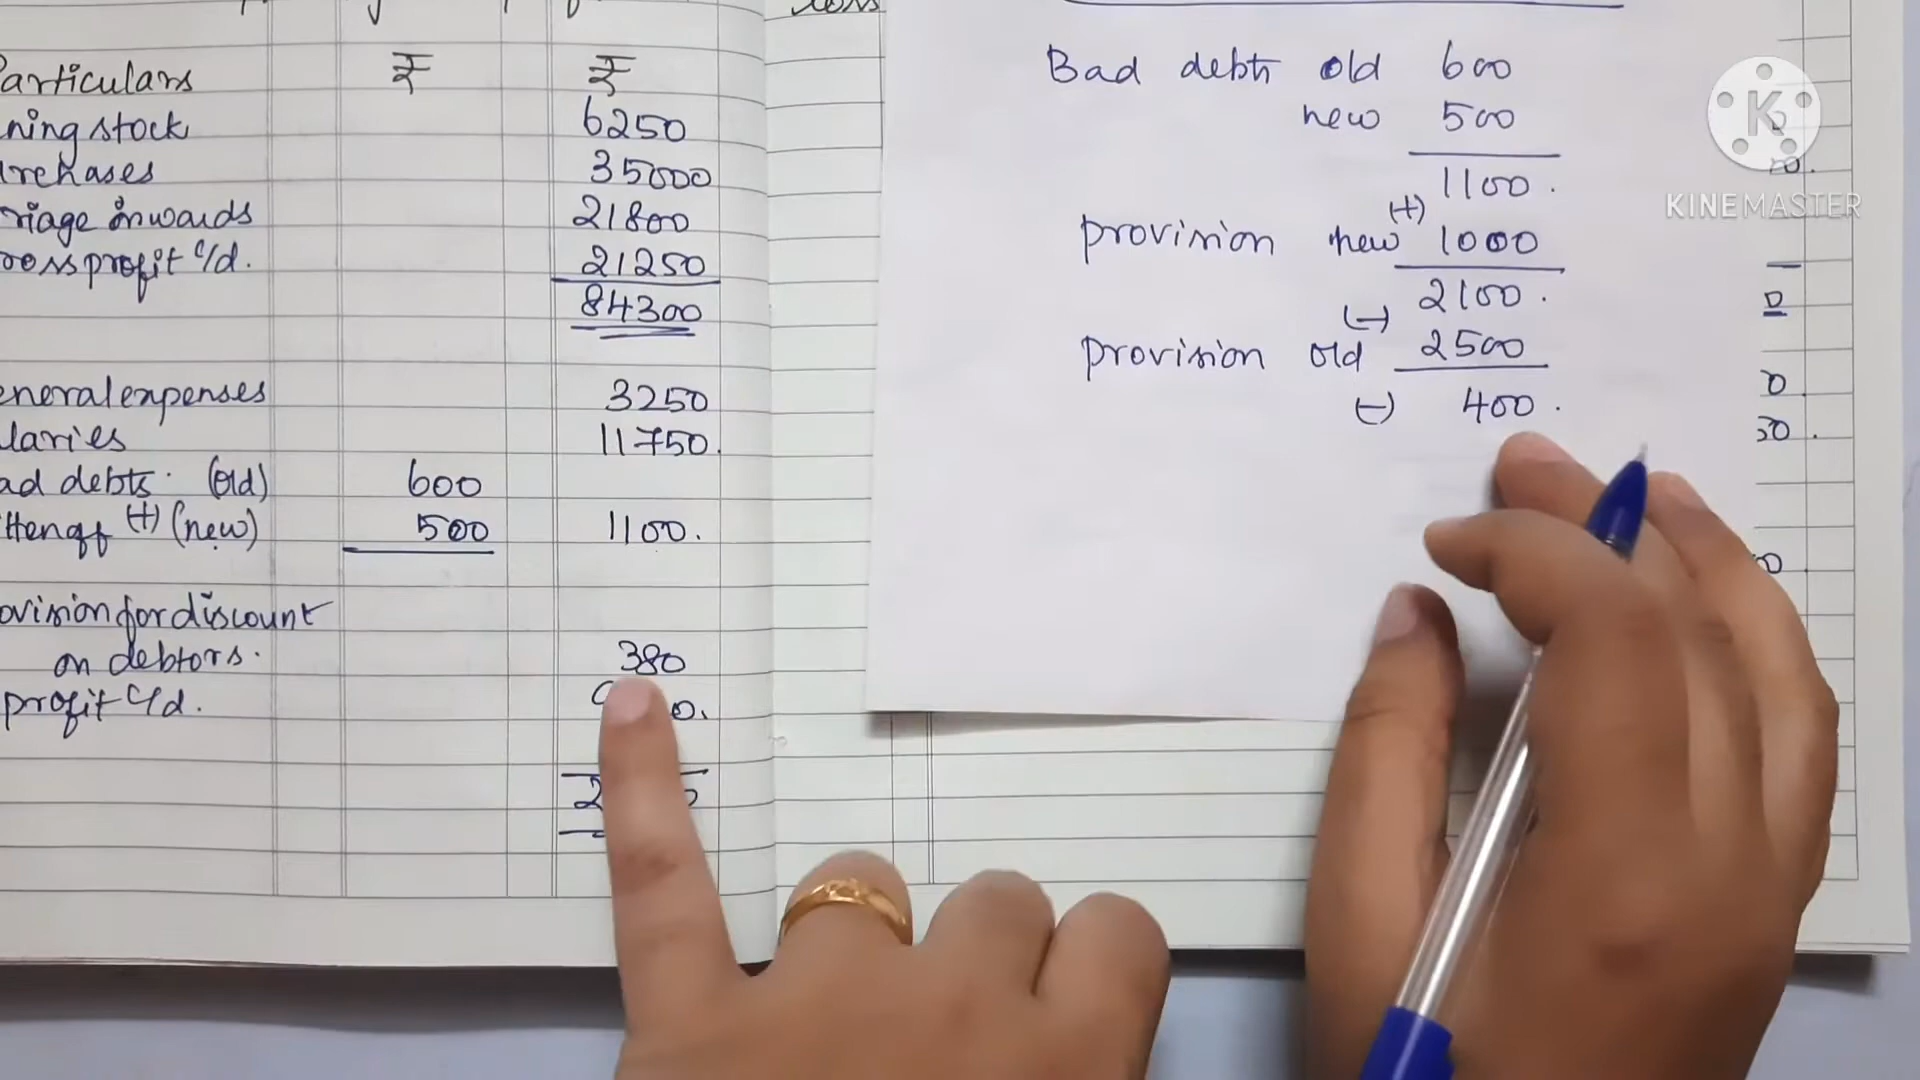 ₹ ₹
articulars
ning stock 6250
rchases 35000
riage inwards 21800
ross profit c/d. 21250
84300
eneral expenses 3250
laries 11750.
ad debts. (old) 600
ttenoff (+) (new) 500 1100.
ovision for discount
on debtors. 380
profit c/d.
Bad debts old 600
new 500
1100.
provision new (+) 1000
2100.
provision old (-) 2500
(-) 400.
K
KINEMASTER